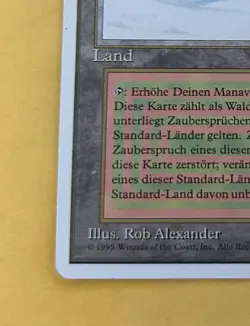 Land
: Erhöhe Deinen Manav
Diese Karte zählt als Wald
unterliegt Zaubersprüchen
Standard-Länder gelten. Z
Zauberspruch eines dieser
diese Karte zerstört; verän
eines dieser Standard-Län
Standard-Land davon unb
Illus. Rob Alexander
© 1995 Wizards of the Coast, Inc. Alle Rec